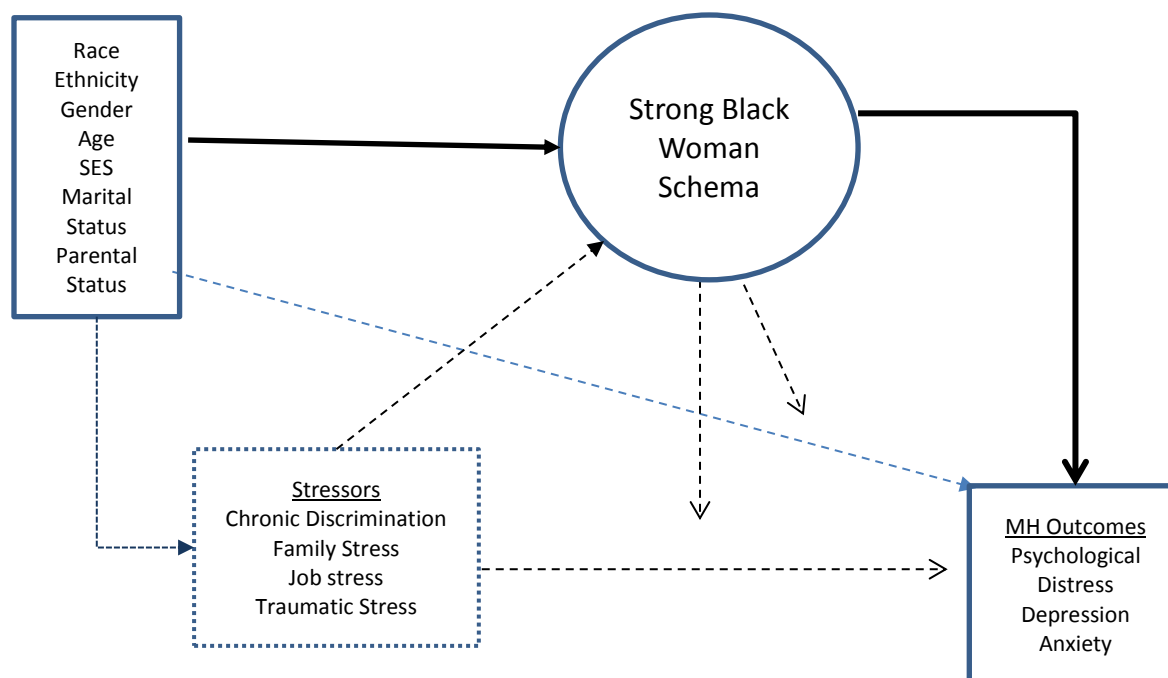 Race
Ethnicity
Gender
Age
SES
Marital
Status
Parental
Status
Strong Black
Woman
Schema
Stressors
Chronic Discrimination
Family Stress
Job stress
Traumatic Stress
MH Outcomes
Psychological
Distress
Depression
Anxiety